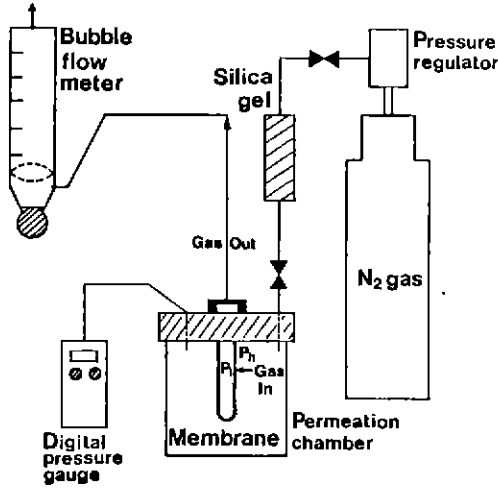 Bubble
flow
meter
Silica
gel
Pressure
regulator
Gas Out
N₂ gas
Pₕ
Pₗ
Gas
In
Membrane
Permeation
chamber
Digital
pressure
gauge